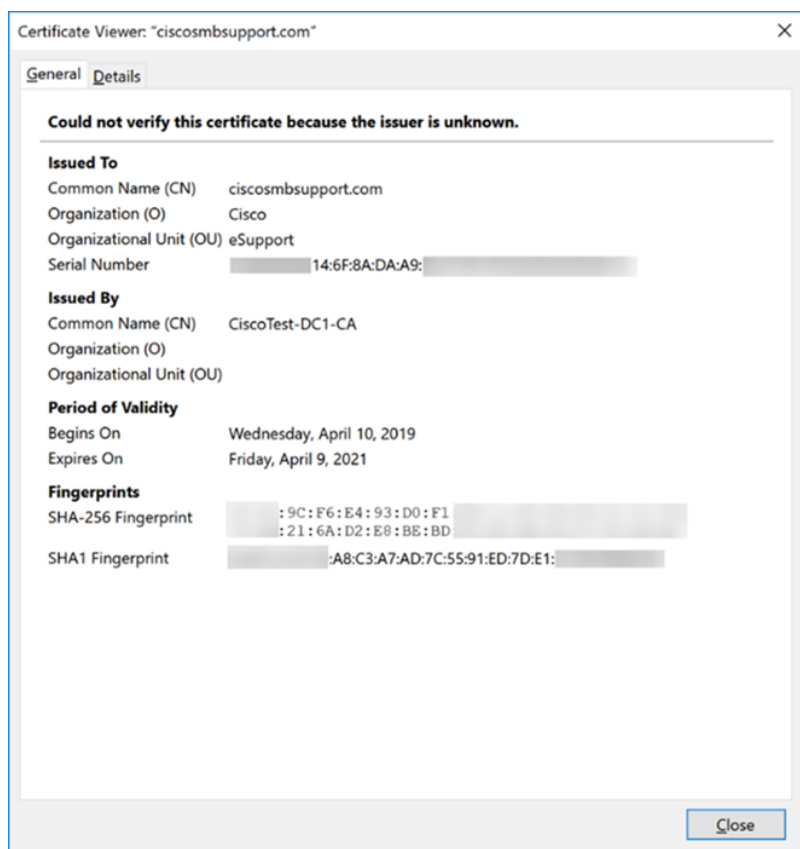 Certificate Viewer: "ciscosmbsupport.com"
General Details
Could not verify this certificate because the issuer is unknown.
Issued To
Common Name (CN) ciscosmbsupport.com
Organization (O) Cisco
Organizational Unit (OU) eSupport
Serial Number 14:6F:8A:DA:A9:
Issued By
Common Name (CN) CiscoTest-DC1-CA
Organization (O)
Organizational Unit (OU)
Period of Validity
Begins On Wednesday, April 10, 2019
Expires On Friday, April 9, 2021
Fingerprints
SHA-256 Fingerprint :9C:F6:E4:93:D0:F1
:21:6A:D2:E8:BE:BD
SHA1 Fingerprint :A8:C3:A7:AD:7C:55:91:ED:7D:E1:
Close